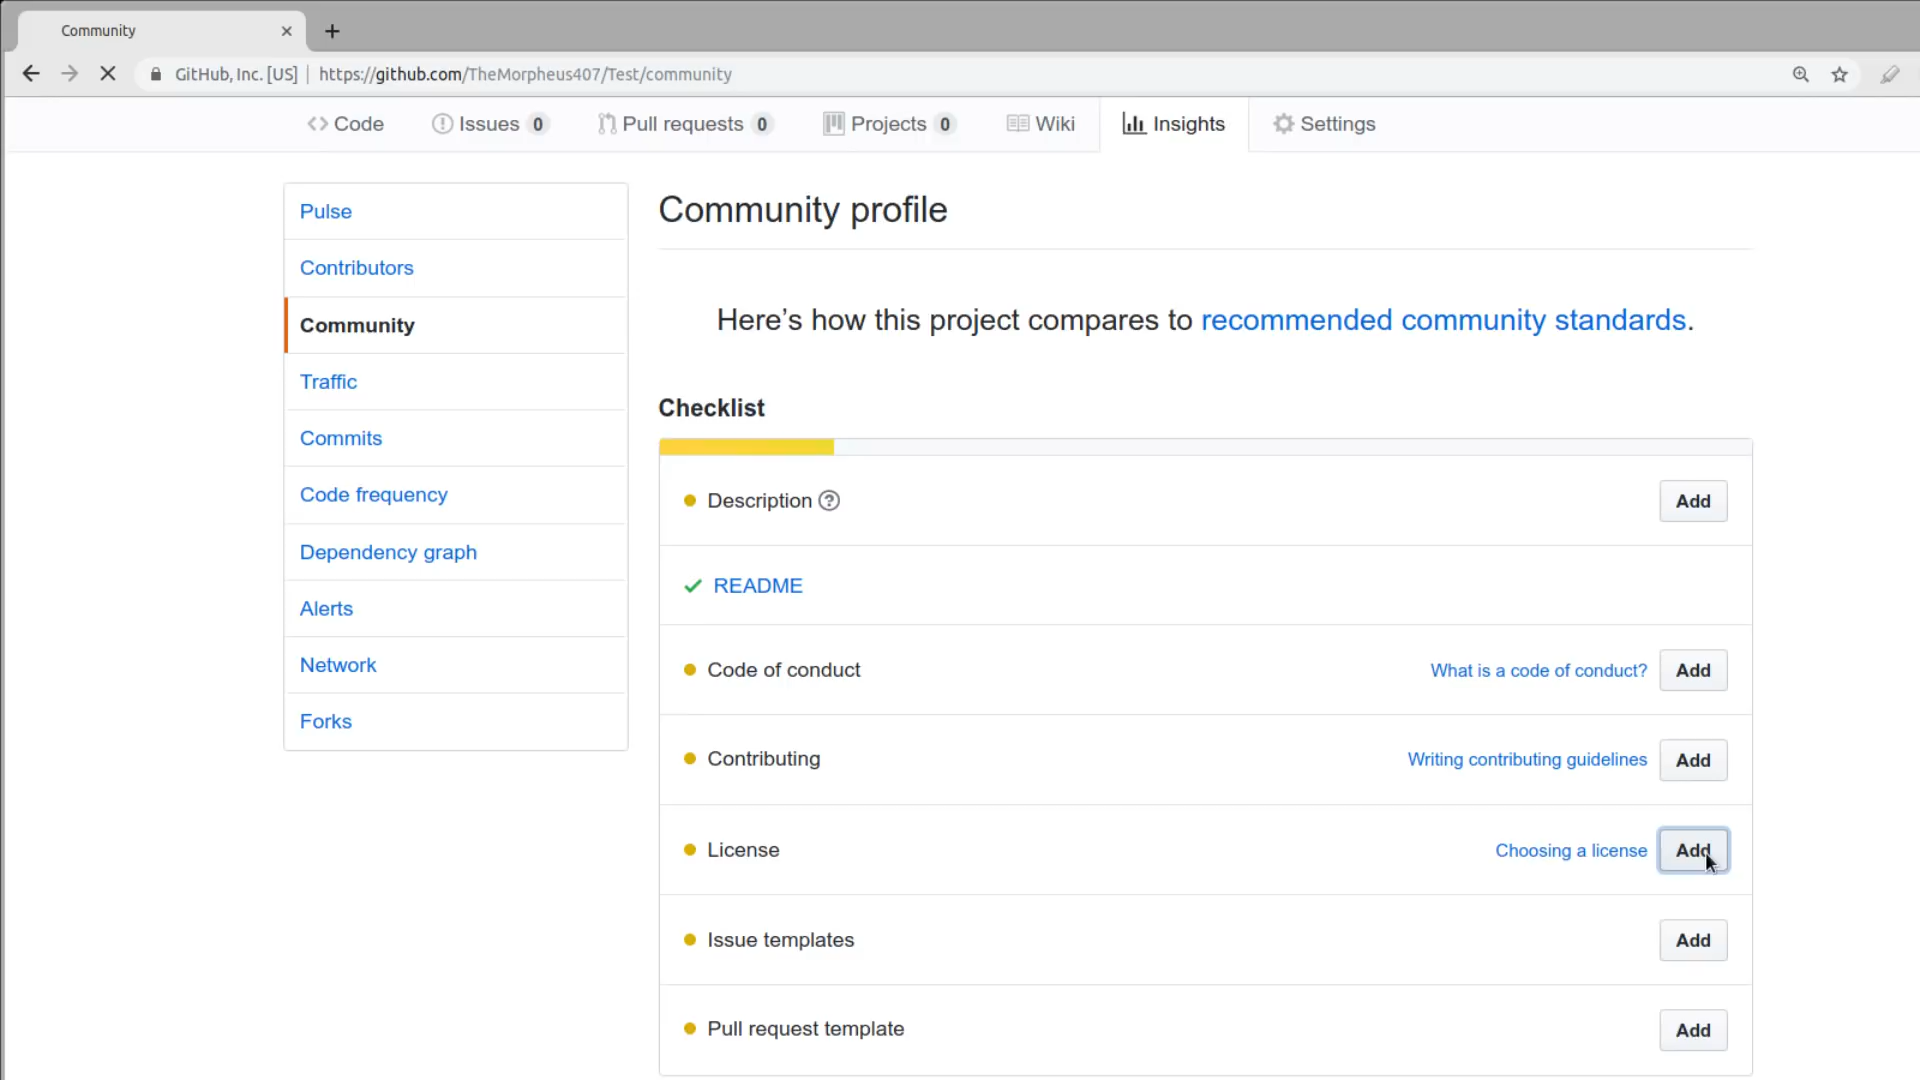 Community
GitHub, Inc. [US] https://github.com/TheMorpheus407/Test/community
Code Issues 0 Pull requests 0 Projects 0 Wiki Insights Settings
Pulse
Contributors
Community
Traffic
Commits
Code frequency
Dependency graph
Alerts
Network
Forks
Community profile
Here’s how this project compares to recommended community standards.
Checklist
Description Add
README
Code of conduct What is a code of conduct? Add
Contributing Writing contributing guidelines Add
License Choosing a license Add
Issue templates Add
Pull request template Add